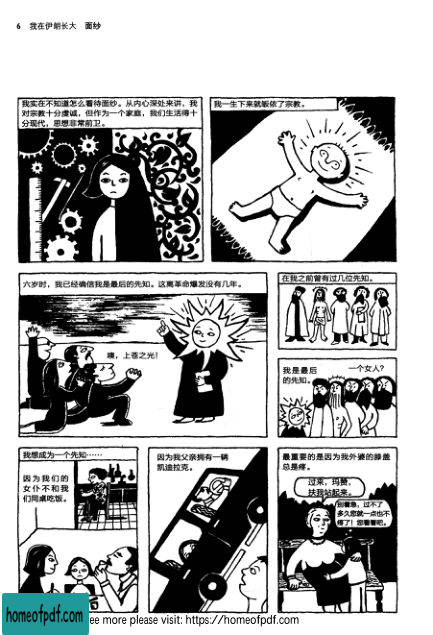 6 我在伊朗长大 面纱
我实在不知道怎么看待面纱。从内心深处来讲，我
对宗教十分虔诚，但作为一个家庭，我们生活得十
分现代，思想非常前卫。
我一生下来就皈依了宗教。
六岁时，我已经确信我是最后的先知。这离革命爆发没有几年。
噢，上苍之光！
在我之前曾有过几位先知。
我是最后
的先知。
一个女人？
我想成为一个先知……
因为我们的
女仆不和我
们同桌吃饭。
因为我父亲拥有一辆
凯迪拉克。
最重要的是因为我外婆的膝盖
总是疼。
过来，玛赞，
扶我站起来。
别着急，过不了
多久您就一点也不
疼了！您看着吧。
homeofpdf.com
ee more please visit: https://homeofpdf.com